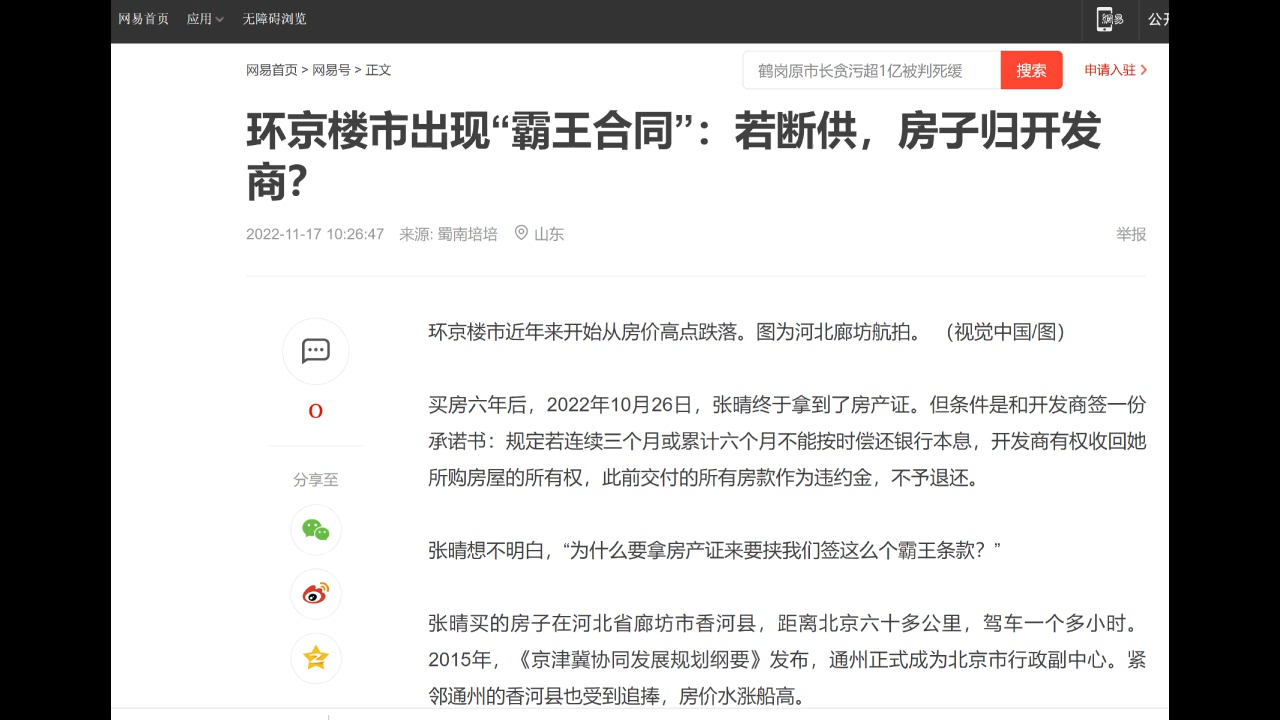 网易首页 应用 无障碍浏览 網易 公开
网易首页 > 网易号 > 正文 鹤岗原市长贪污超1亿被判死缓 搜索 申请入驻
环京楼市出现“霸王合同”：若断供，房子归开发
商？
2022-11-17 10:26:47 来源: 蜀南培培 山东 举报
环京楼市近年来开始从房价高点跌落。图为河北廊坊航拍。 （视觉中国/图）
0
买房六年后，2022年10月26日，张晴终于拿到了房产证。但条件是和开发商签一份
承诺书：规定若连续三个月或累计六个月不能按时偿还银行本息，开发商有权收回她
所购房屋的所有权，此前交付的所有房款作为违约金，不予退还。
分享至
张晴想不明白，“为什么要拿房产证来要挟我们签这么个霸王条款？”
张晴买的房子在河北省廊坊市香河县，距离北京六十多公里，驾车一个多小时。
2015年，《京津冀协同发展规划纲要》发布，通州正式成为北京市行政副中心。紧
邻通州的香河县也受到追捧，房价水涨船高。